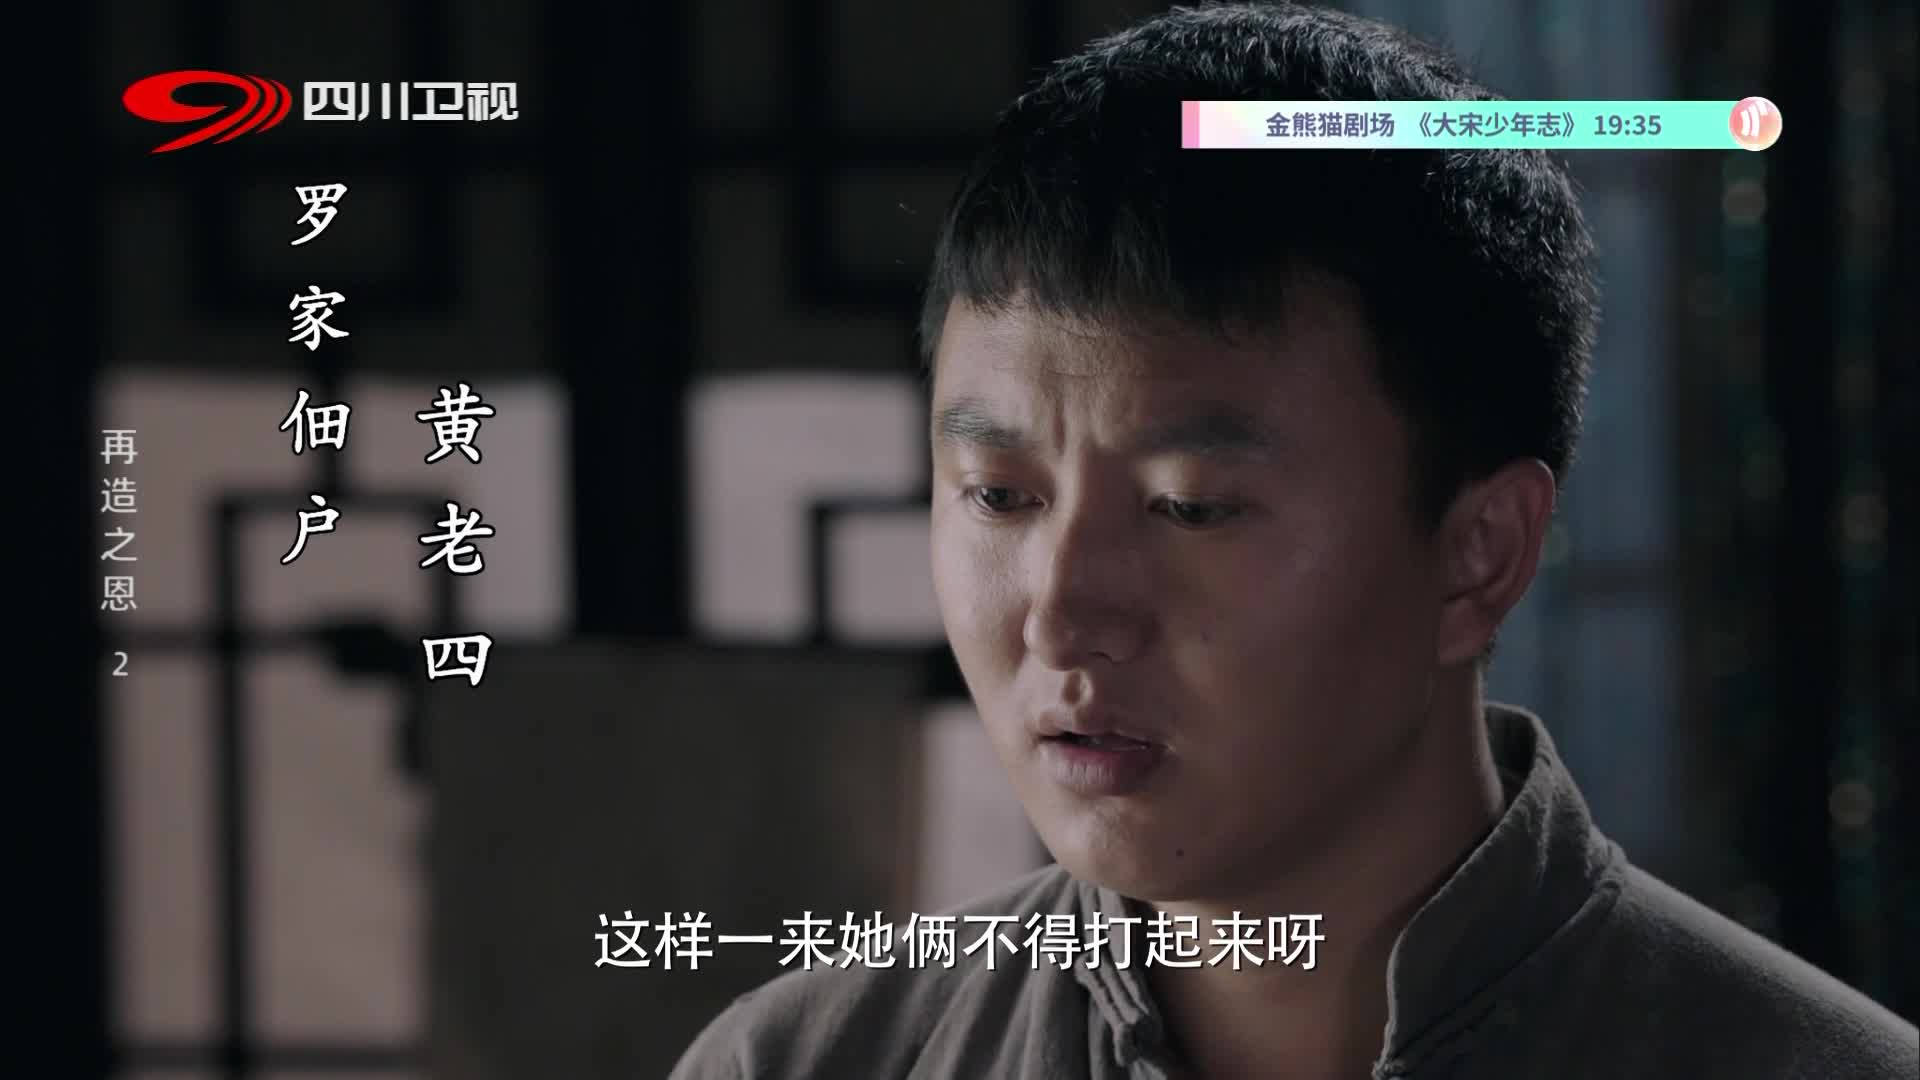 四川卫视
金熊猫剧场 《大宋少年志》 19:35
罗家佃户
黄老四
再造之恩 2
这样一来她俩不得打起来呀